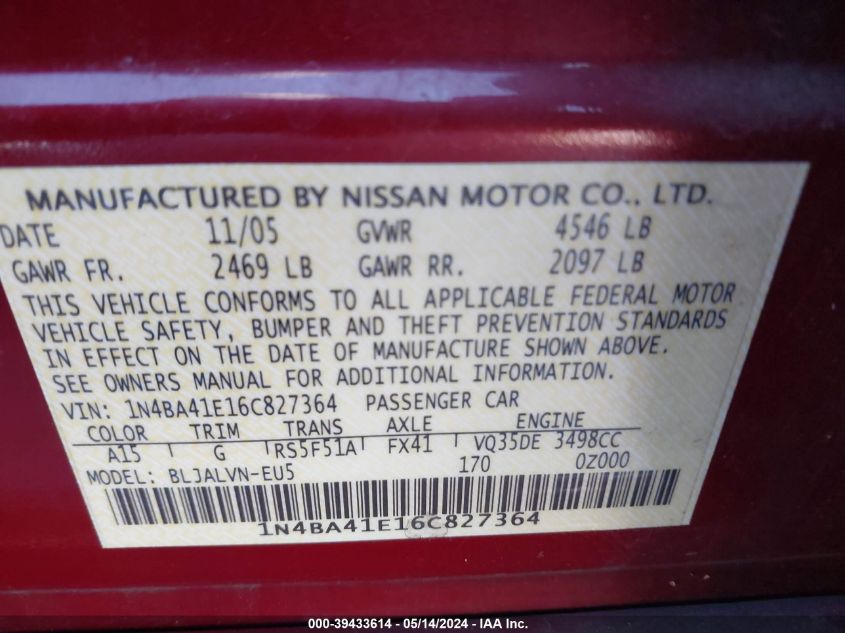 MANUFACTURED BY NISSAN MOTOR CO., LTD.
DATE 11/05 GVWR 4546 LB
GAWR FR. 2469 LB GAWR RR. 2097 LB
THIS VEHICLE CONFORMS TO ALL APPLICABLE FEDERAL MOTOR
VEHICLE SAFETY, BUMPER AND THEFT PREVENTION STANDARDS
IN EFFECT ON THE DATE OF MANUFACTURE SHOWN ABOVE.
SEE OWNERS MANUAL FOR ADDITIONAL INFORMATION.
VIN: 1N4BA41E16C827364 PASSENGER CAR
COLOR TRIM TRANS AXLE ENGINE
A15 G RS5F51A FX41 VQ35DE 3498CC
MODEL: BLJALVN-EU5 170 0Z000
1N4BA41E16C827364
000-39433614 - 05/14/2024 - IAA Inc.